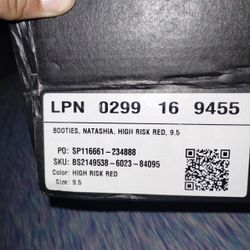 LPN 0299 16 9455
BOOTIES, NATASHIA, HIGH RISK RED, 9.5
PO: SP116661-234888
SKU: BS2149538-6023-84095
Color: HIGH RISK RED
Size: 9.5